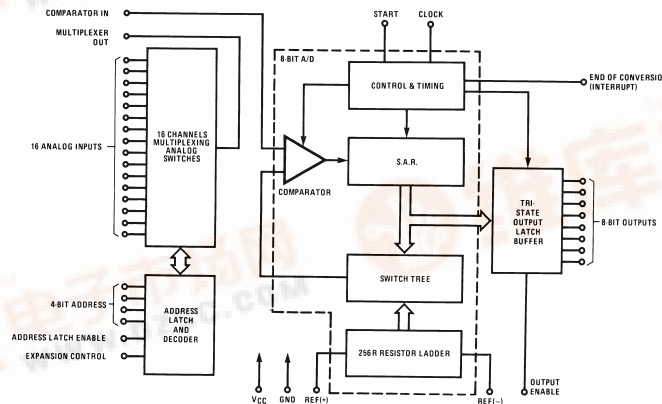 START
CLOCK
COMPARATOR IN
MULTIPLEXER
OUT
8-BIT A/D
CONTROL & TIMING
END OF CONVERSIO
(INTERRUPT)
16 ANALOG INPUTS
16 CHANNELS
MULTIPLEXING
ANALOG
SWITCHES
S.A.R.
COMPARATOR
TRI-
STATE
OUTPUT
LATCH
BUFFER
8-BIT OUTPUTS
SWITCH TREE
4-BIT ADDRESS
ADDRESS
LATCH
AND
DECODER
ADDRESS LATCH ENABLE
EXPANSION CONTROL
256R RESISTOR LADDER
VCC
GND
REF(+)
REF(−)
OUTPUT
ENABLE